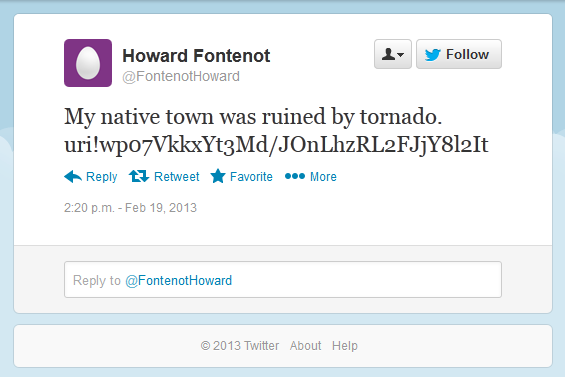 Howard Fontenot
@FontenotHoward
Follow
My native town was ruined by tornado.
uri!wp07VkkxYt3Md/JOnLhzRL2FJjY8l2It
Reply Retweet Favorite More
2:20 p.m. - Feb 19, 2013
Reply to @FontenotHoward
© 2013 Twitter About Help